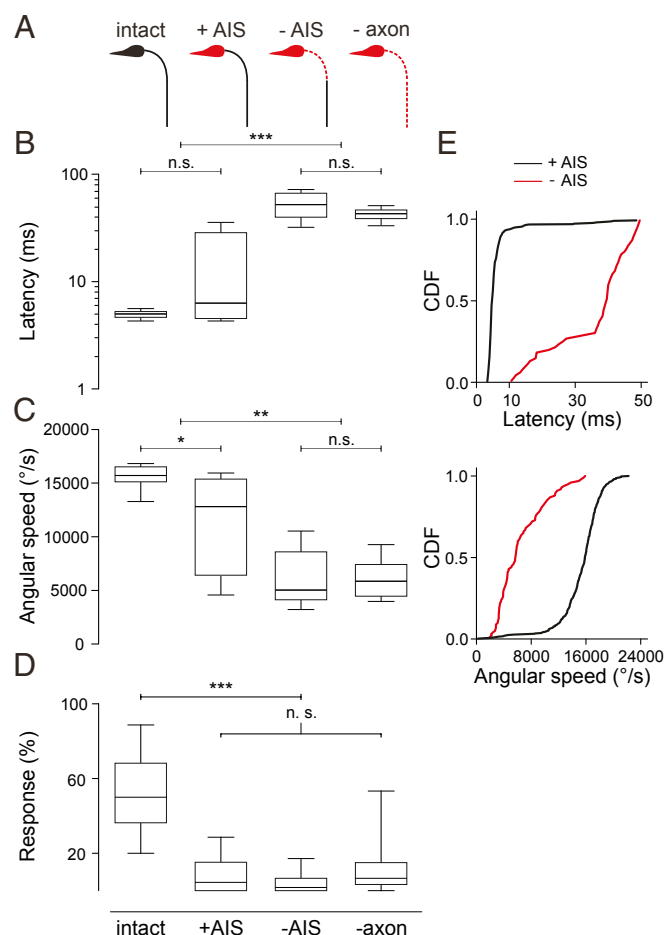 A
intact + AIS - AIS - axon
B
***
n.s. n.s.
100
10
1
Latency (ms)
C
**
* n.s.
20000
15000
10000
5000
0
Angular speed (°/s)
D
***
n. s.
100
60
20
Response (%)
intact +AIS -AIS -axon
E
+ AIS
- AIS
1.0
0.5
0.0
CDF
0 10 30 50
Latency (ms)
1.0
0.5
0.0
CDF
0 8000 16000 24000
Angular speed (°/s)